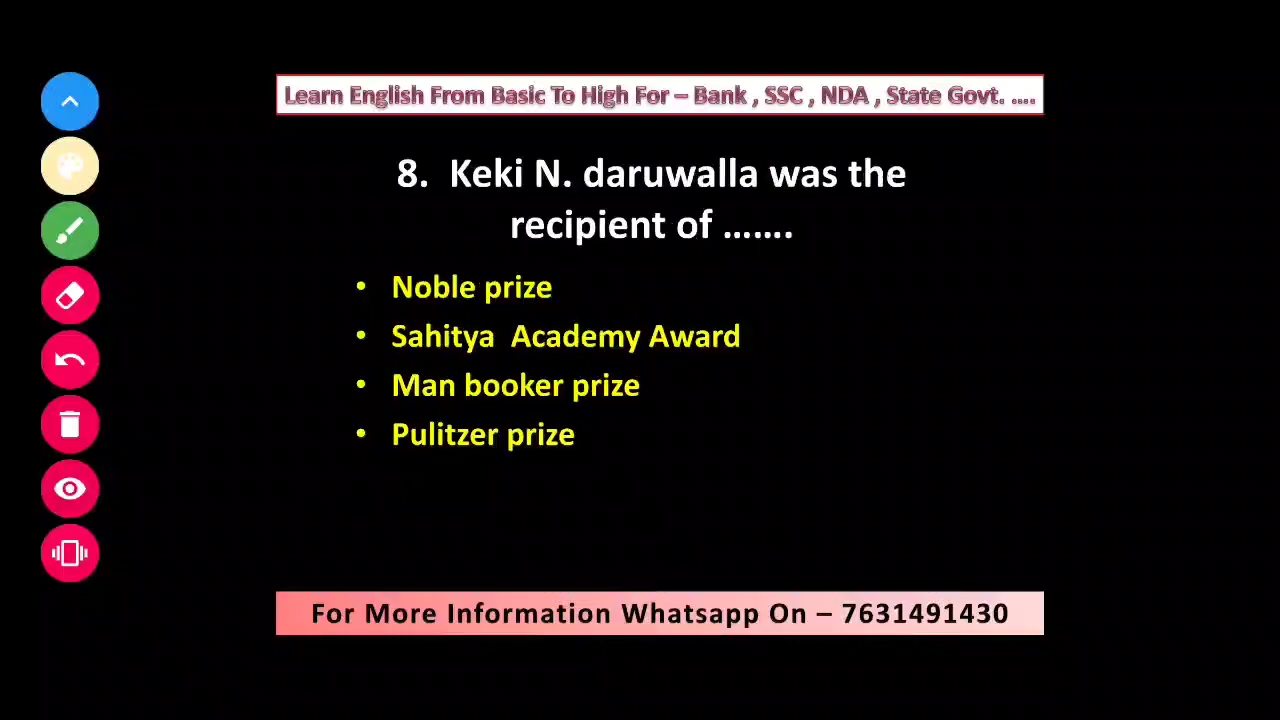 Learn English From Basic To High For – Bank , SSC , NDA , State Govt. ....
8. Keki N. daruwalla was the
recipient of …….
• Noble prize
• Sahitya  Academy Award
• Man booker prize
• Pulitzer prize
For More Information Whatsapp On – 7631491430